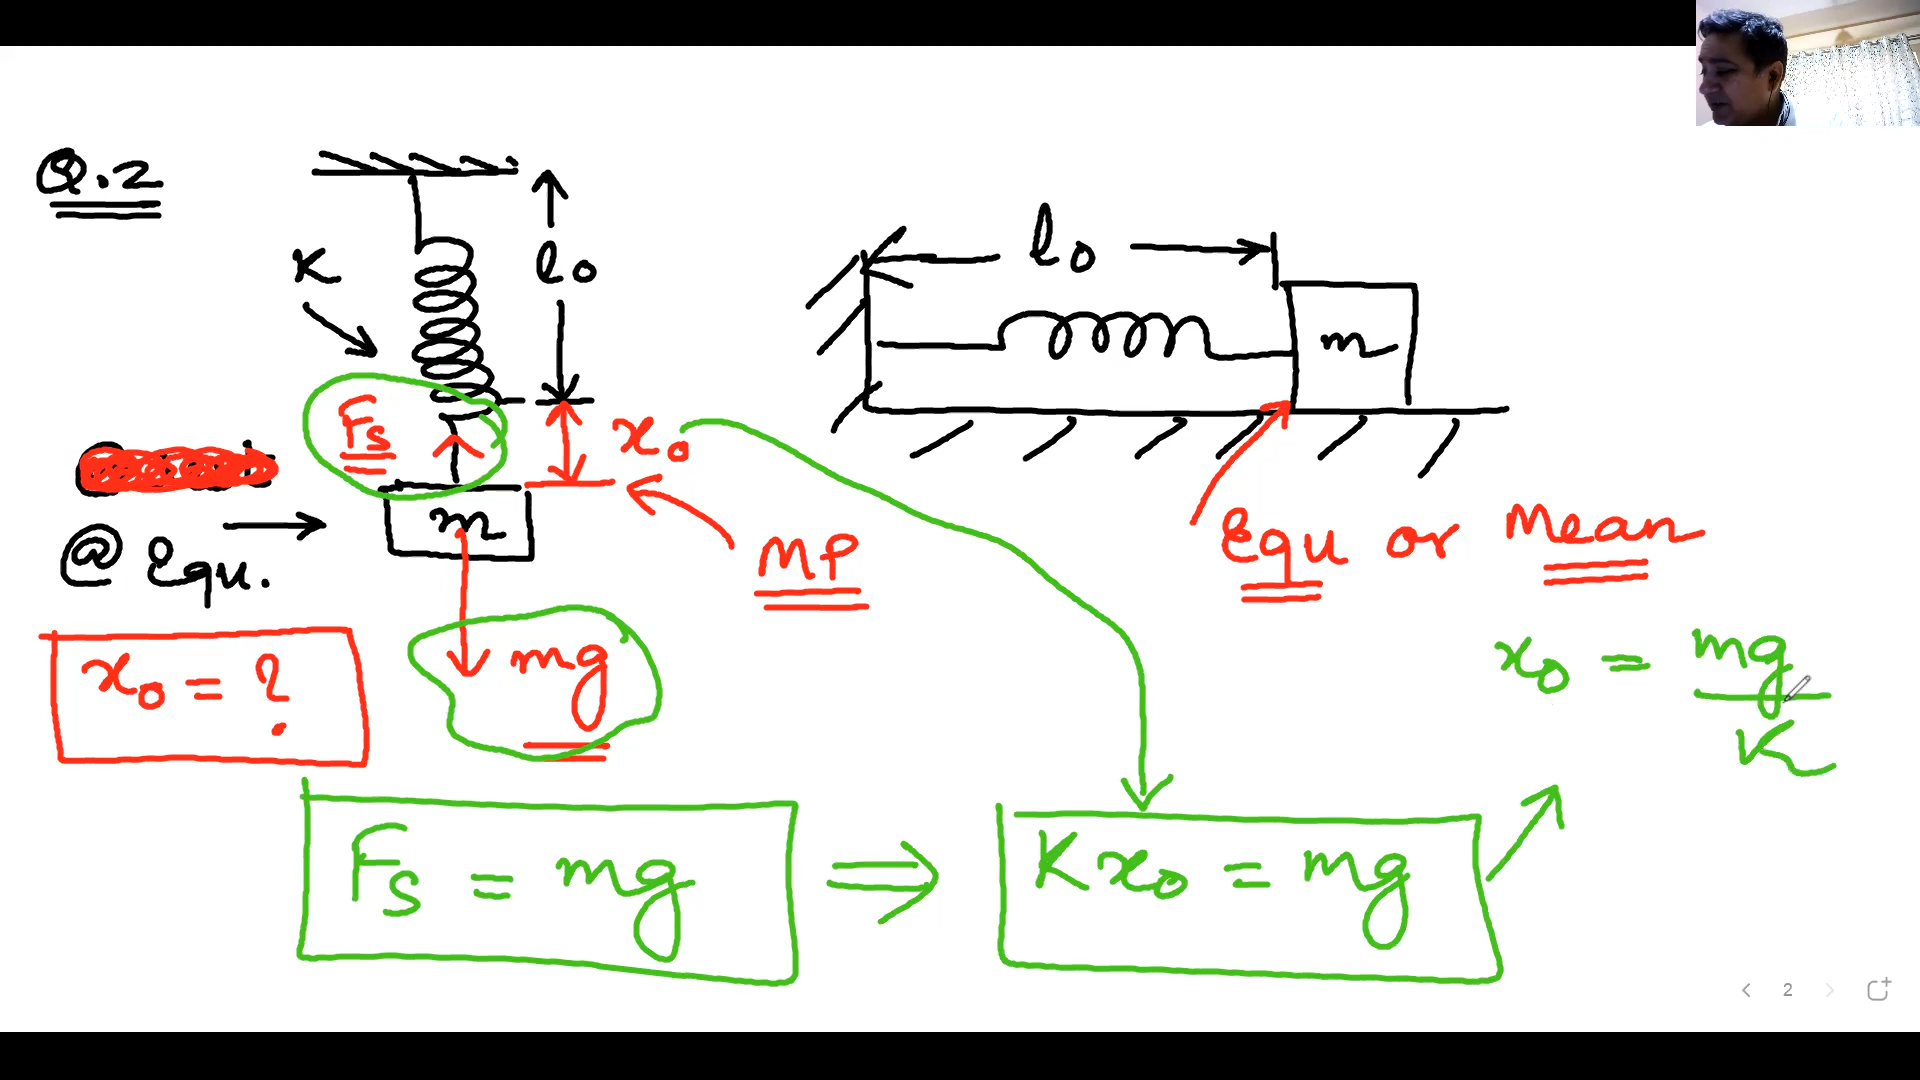 Q.2
K
l₀
l₀
m
Fs
x₀
m
@ Equ.
MP
Equ or Mean
x₀ = ?
mg
x₀ = mg/K
Fs = mg ⇒ Kx₀ = mg
2